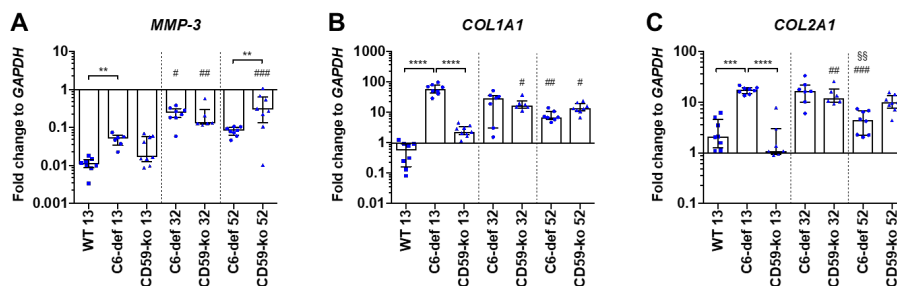 A
MMP-3
Fold change to GAPDH
10
1
0.1
0.01
0.001
**
#
##
**
###
WT 13
C6-def 13
CD59-ko 13
C6-def 32
CD59-ko 32
C6-def 52
CD59-ko 52
B
COL1A1
Fold change to GAPDH
1000
100
10
1
0.1
0.01
****
****
#
##
#
WT 13
C6-def 13
CD59-ko 13
C6-def 32
CD59-ko 32
C6-def 52
CD59-ko 52
C
COL2A1
Fold change to GAPDH
100
10
1
0.1
***
****
##
§§
###
WT 13
C6-def 13
CD59-ko 13
C6-def 32
CD59-ko 32
C6-def 52
CD59-ko 52